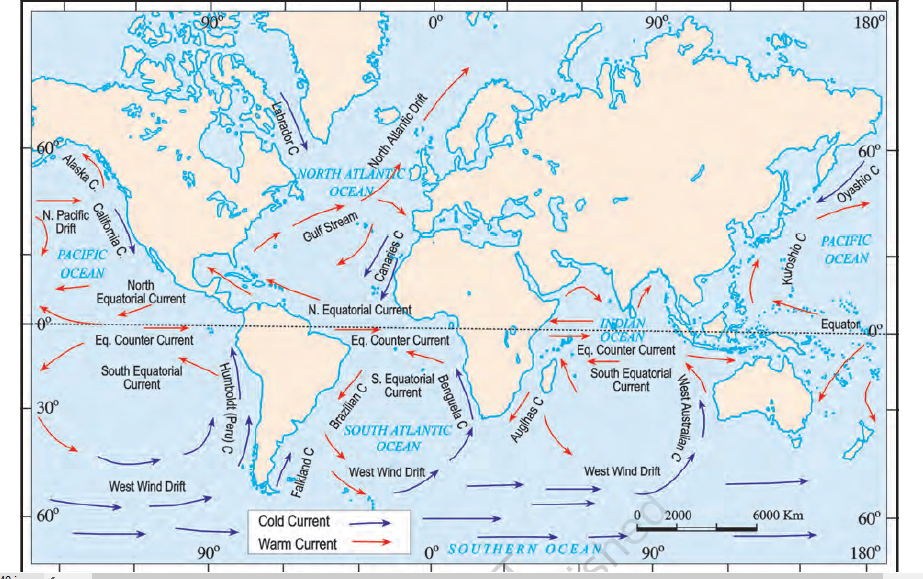 90°
0°
90°
180°
Labrador C
North Atlantic Drift
60°
60°
Alaska C.
NORTH ATLANTIC
OCEAN
Oyashio C
N. Pacific
Drift
California C.
Gulf Stream
Canaries C
Kuroshio C
PACIFIC
OCEAN
PACIFIC
OCEAN
North
Equatorial Current
N. Equatorial Current
INDIAN
OCEAN
Equator
0°
0°
Eq. Counter Current
Eq. Counter Current
Eq. Counter Current
South Equatorial
Current
S. Equatorial
Current
South Equatorial
Current
Humboldt (Peru) C
Brazilian C
Benguela C
Auglhas C
West Australian C
30°
SOUTH ATLANTIC
OCEAN
Falkland C
West Wind Drift
West Wind Drift
West Wind Drift
60°
60°
Cold Current
Warm Current
0 2000 6000 Km
SOUTHERN OCEAN
90°
0°
90°
180°